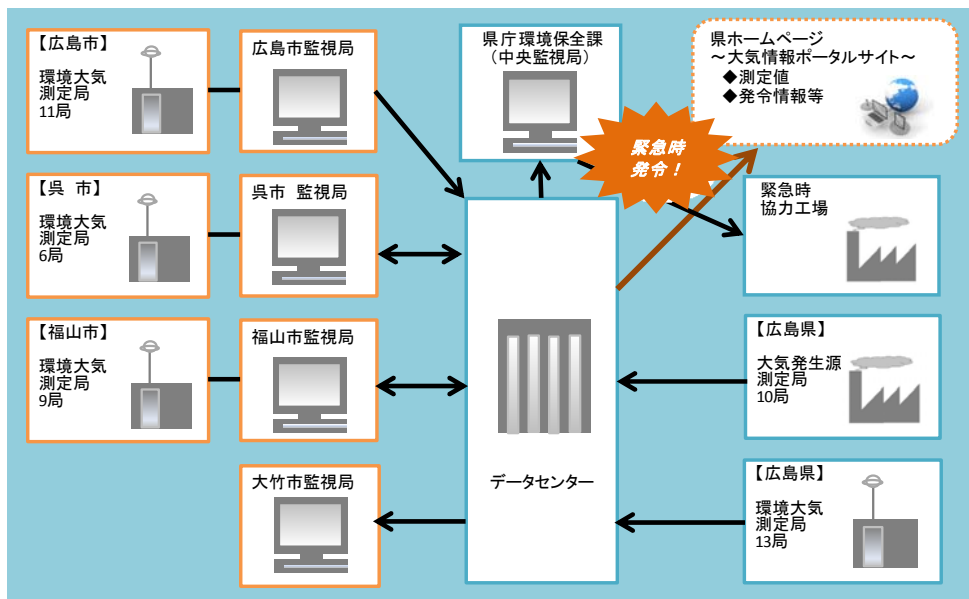 【広島市】
環境大気
測定局
11局
広島市監視局
【呉 市】
環境大気
測定局
6局
呉市 監視局
【福山市】
環境大気
測定局
9局
福山市監視局
大竹市監視局
県庁環境保全課
(中央監視局)
緊急時
発令！
データセンター
県ホームページ
～大気情報ポータルサイト～
◆測定値
◆発令情報等
緊急時
協力工場
【広島県】
大気発生源
測定局
10局
【広島県】
環境大気
測定局
13局